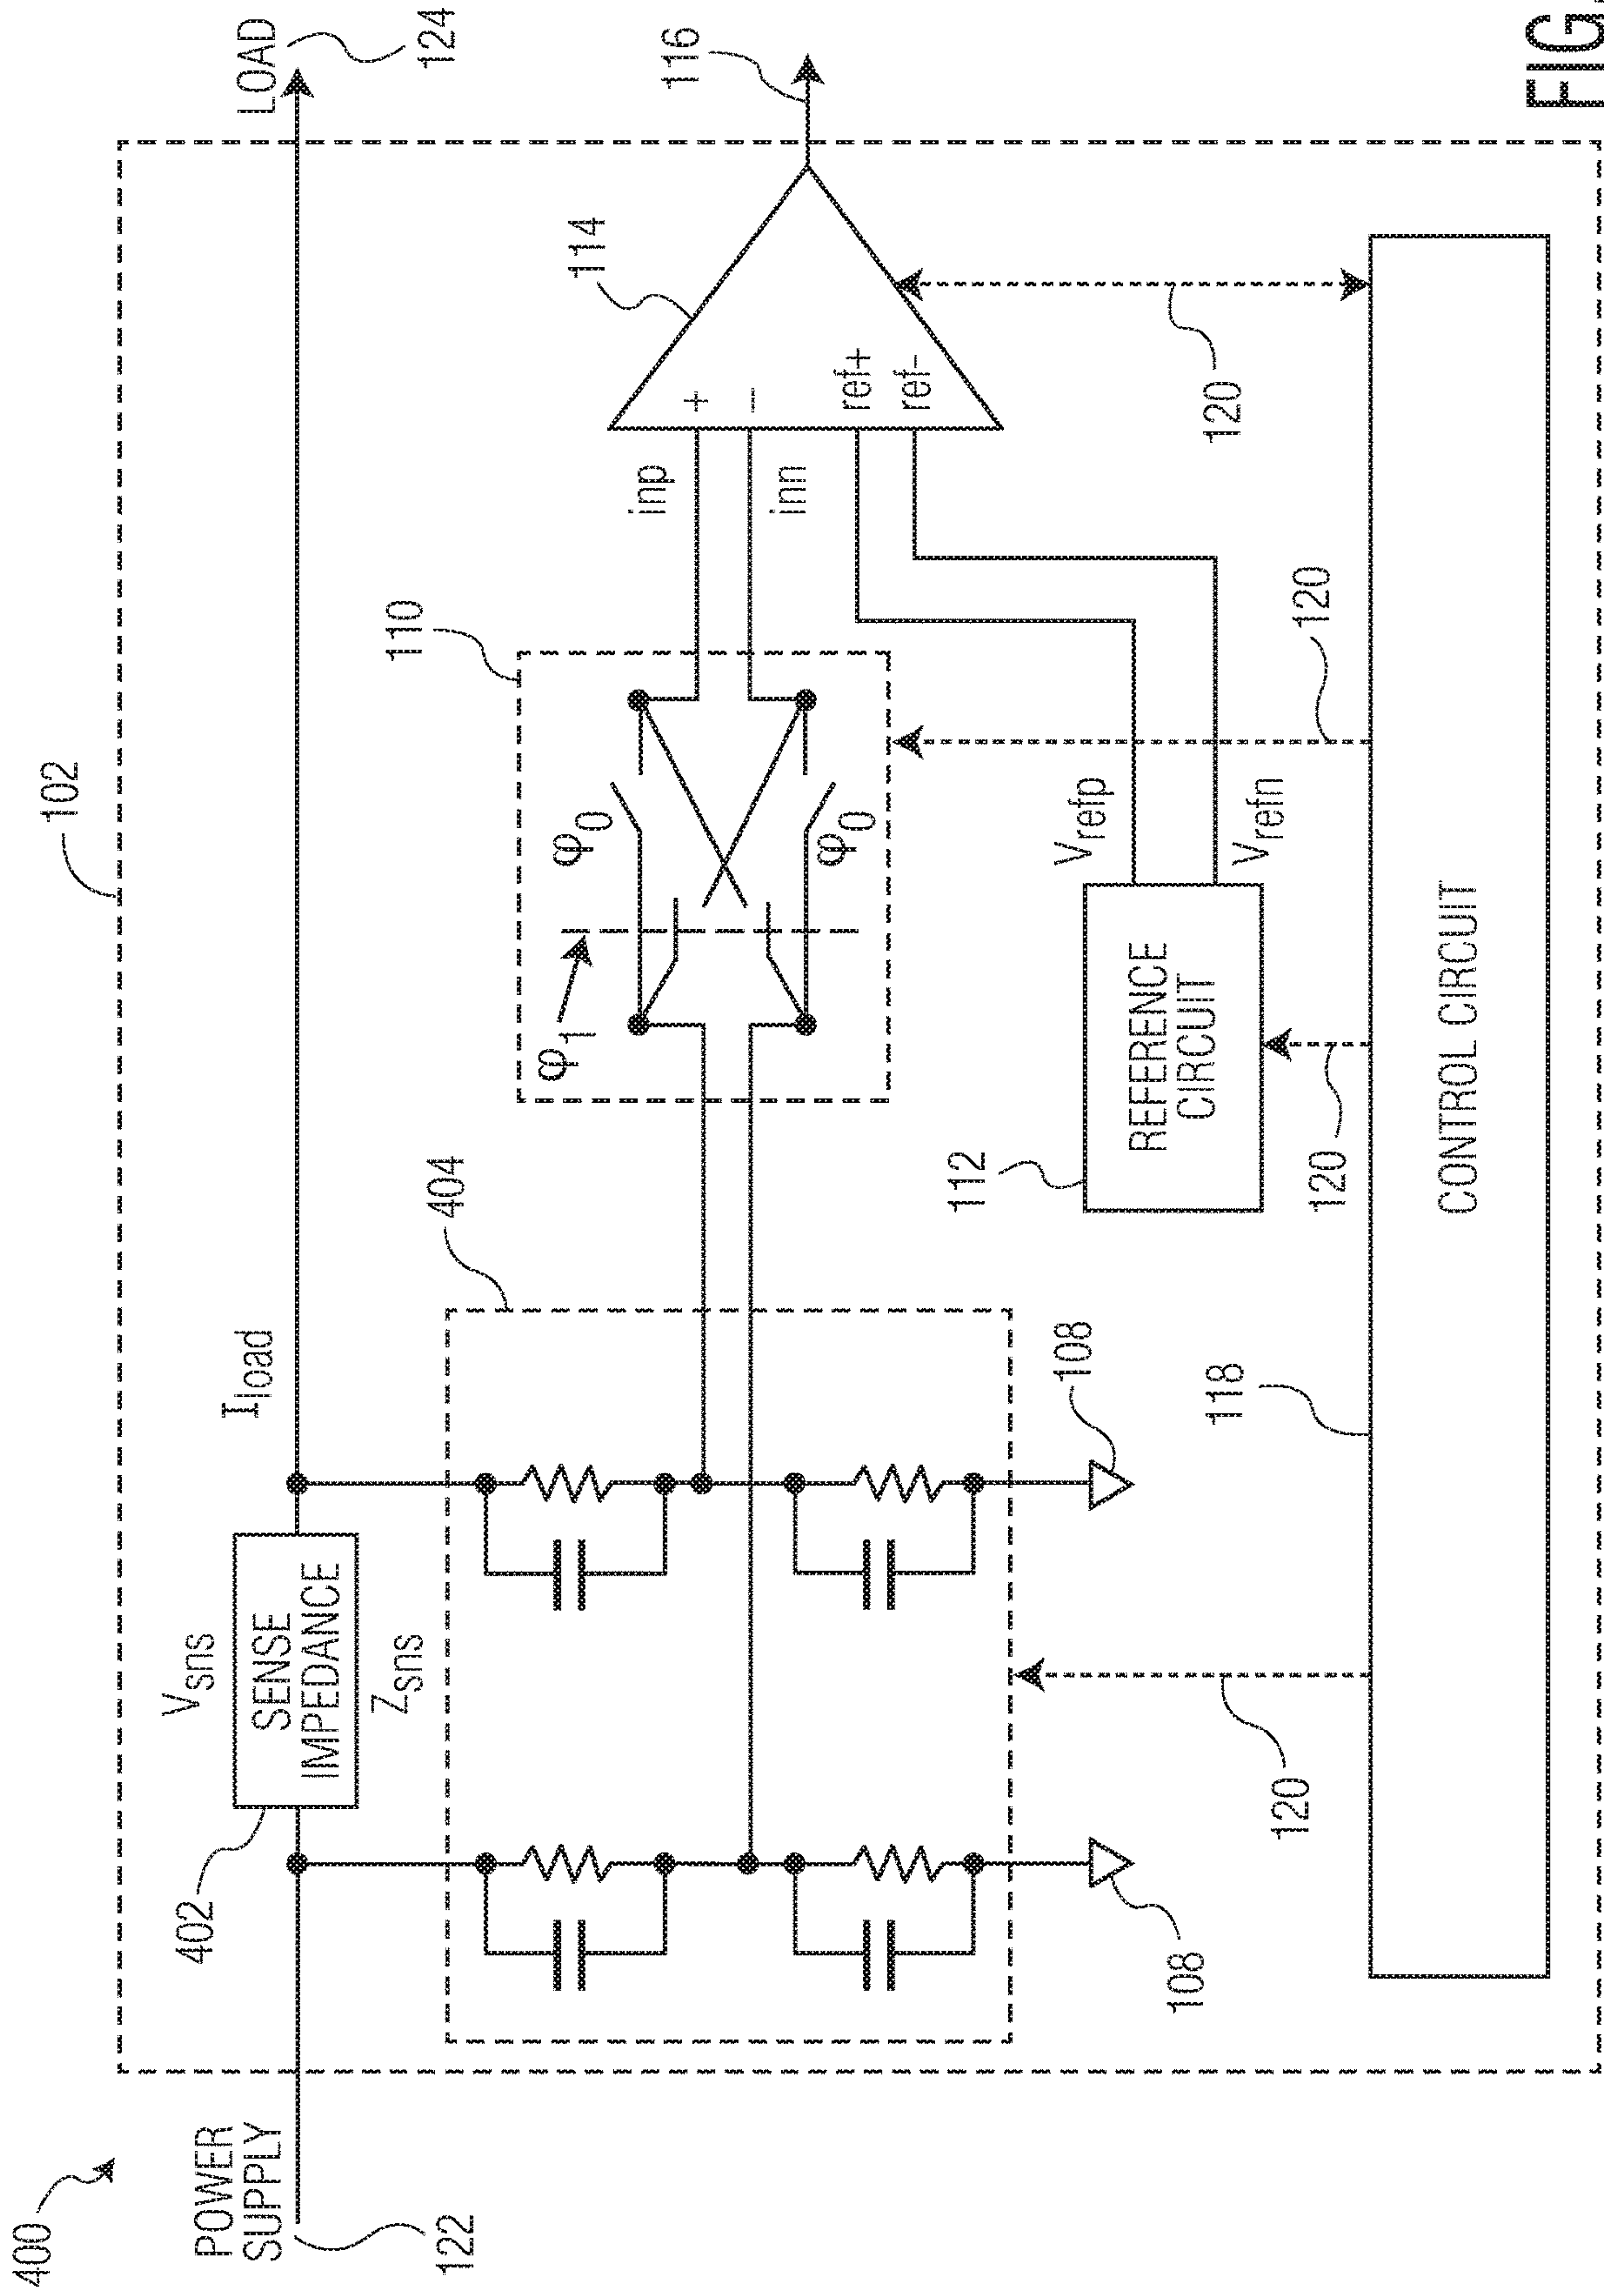 400
102
POWER
SUPPLY
122
402
Vsns
SENSE
IMPEDANCE
Zsns
Iload
LOAD
124
404
110
φ1
φ0
φ0
inp
inn
114
+
−
ref+
ref-
116
108
108
112
REFERENCE
CIRCUIT
Vrefp
Vrefn
120
120
120
120
118
CONTROL CIRCUIT
FIG.